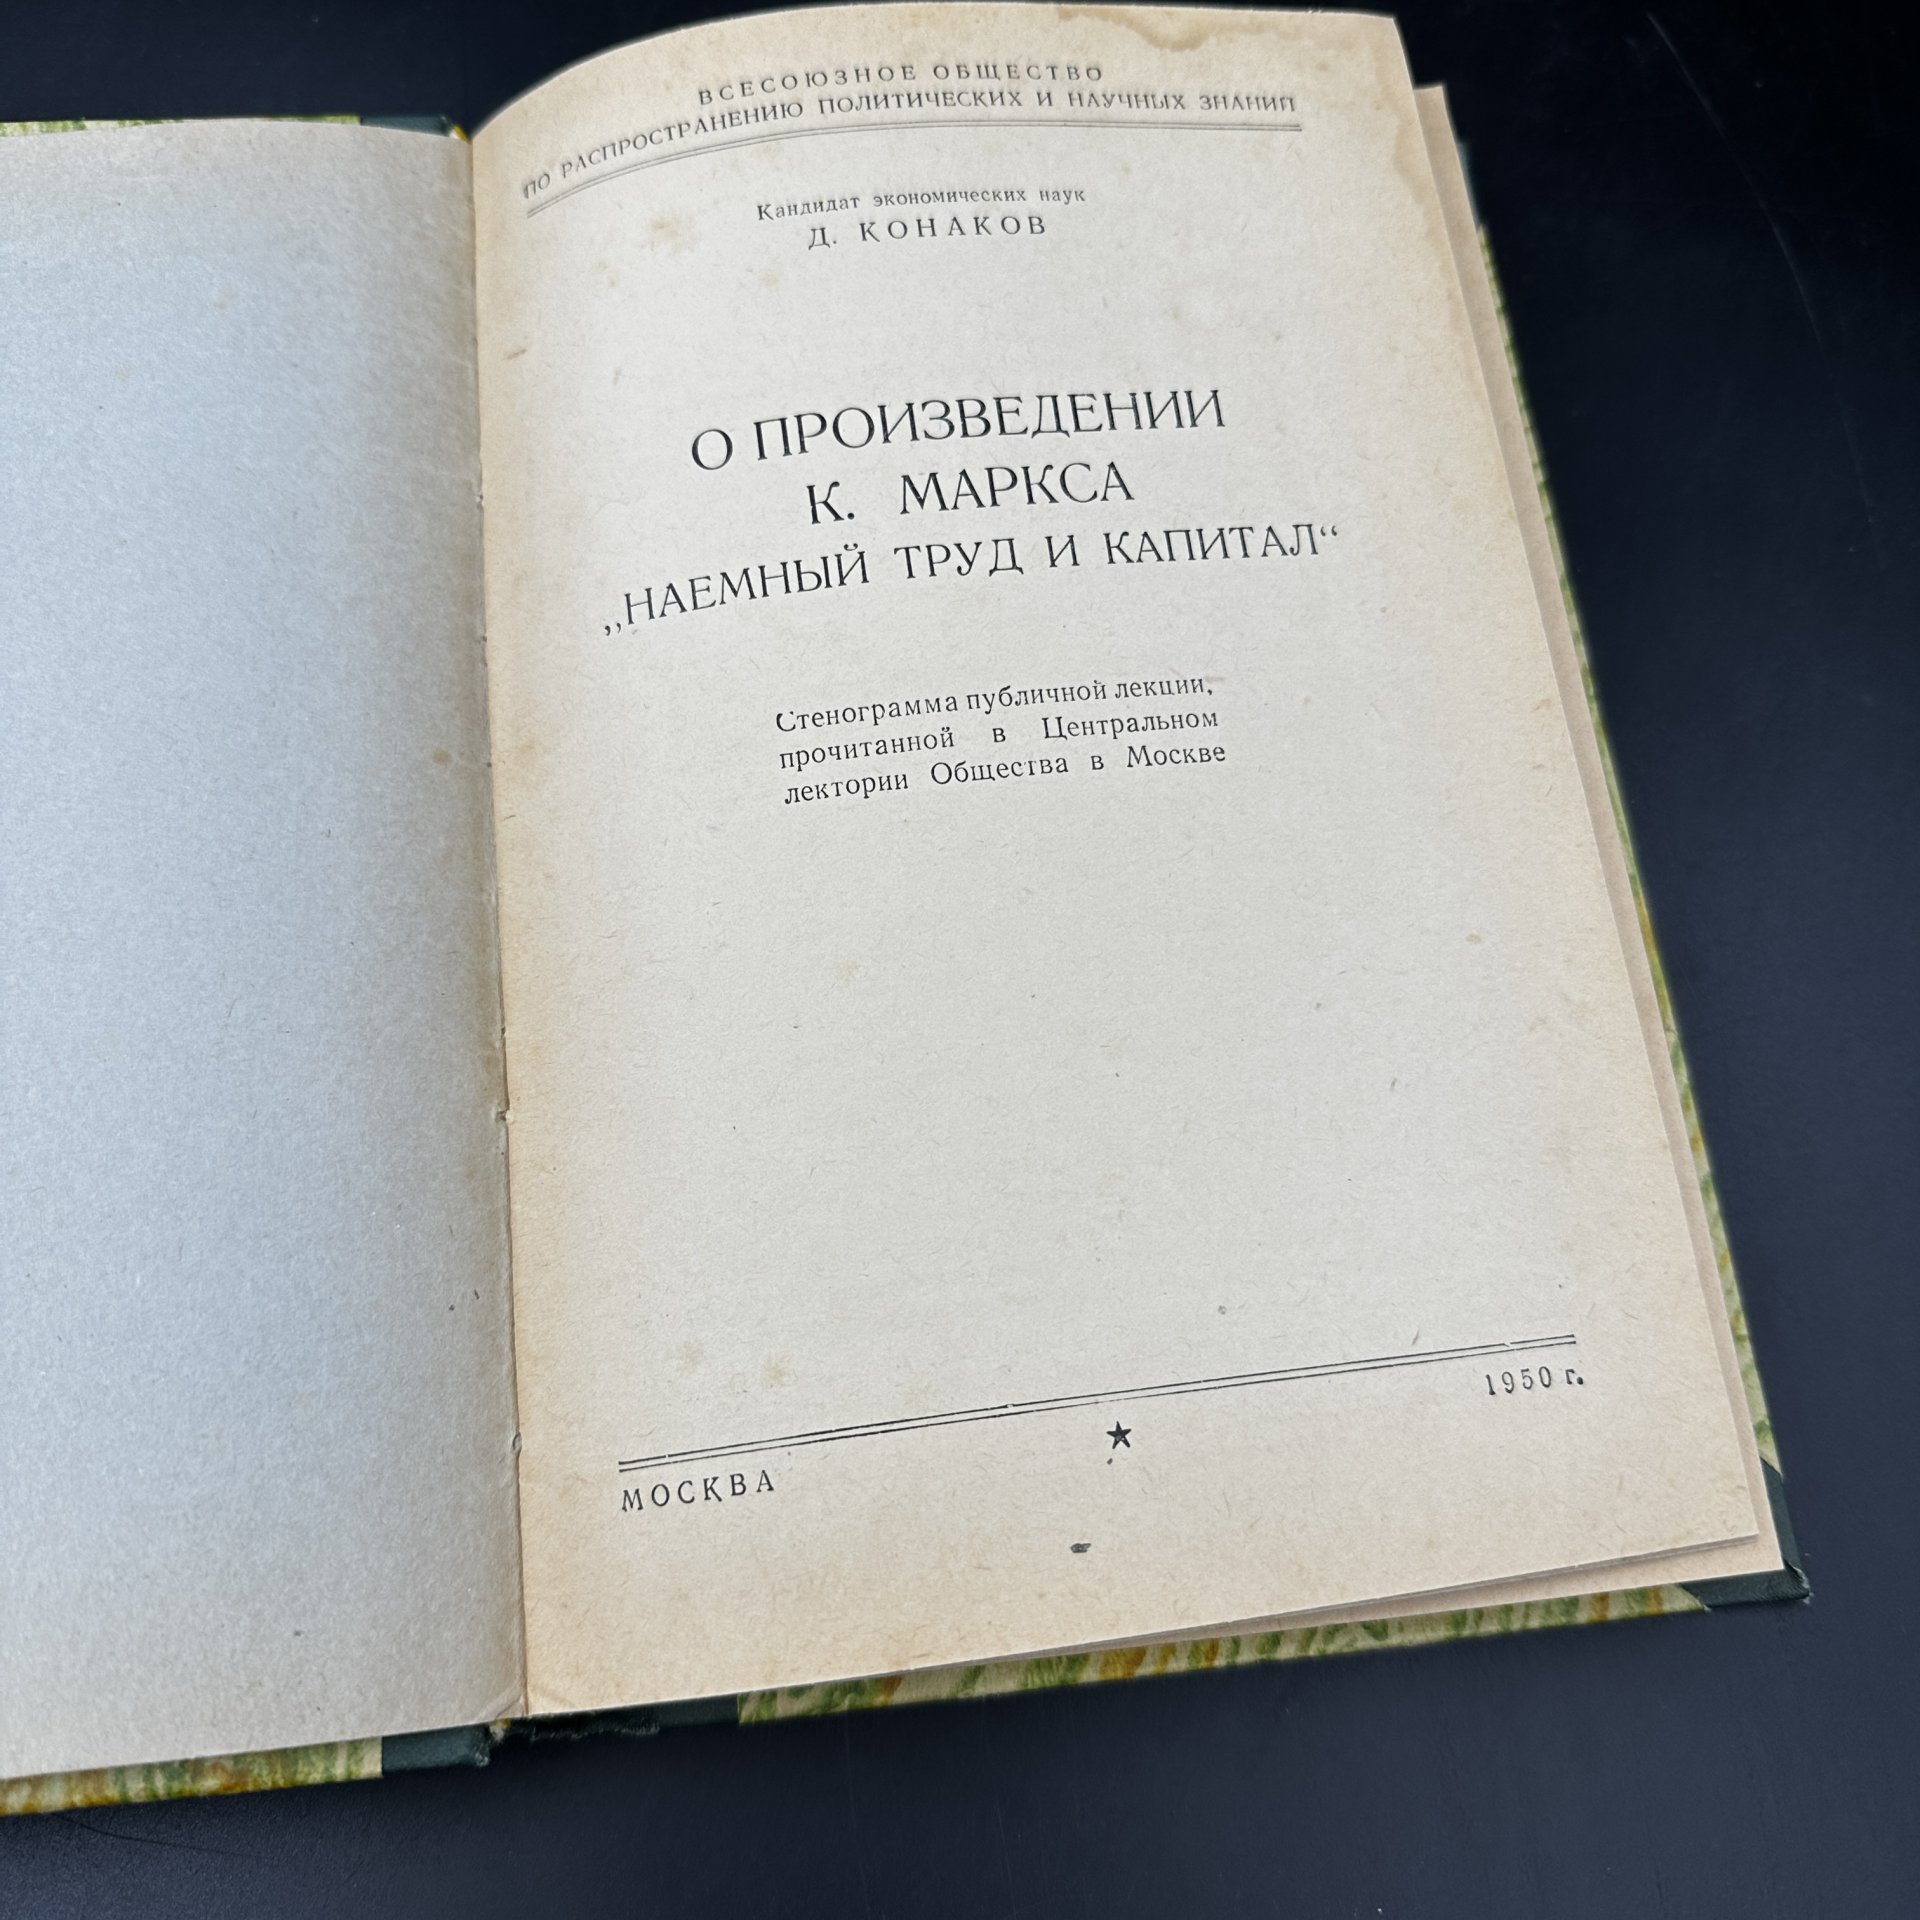 ВСЕСОЮЗНОЕ ОБЩЕСТВО
ПО РАСПРОСТРАНЕНИЮ ПОЛИТИЧЕСКИХ И НАУЧНЫХ ЗНАНИЙ
Кандидат экономических наук
Д. КОНАКОВ
О ПРОИЗВЕДЕНИИ
К. МАРКСА
„НАЕМНЫЙ ТРУД И КАПИТАЛ“
Стенограмма публичной лекции,
прочитанной в Центральном
лектории Общества в Москве
МОСКВА ★ 1950 г.